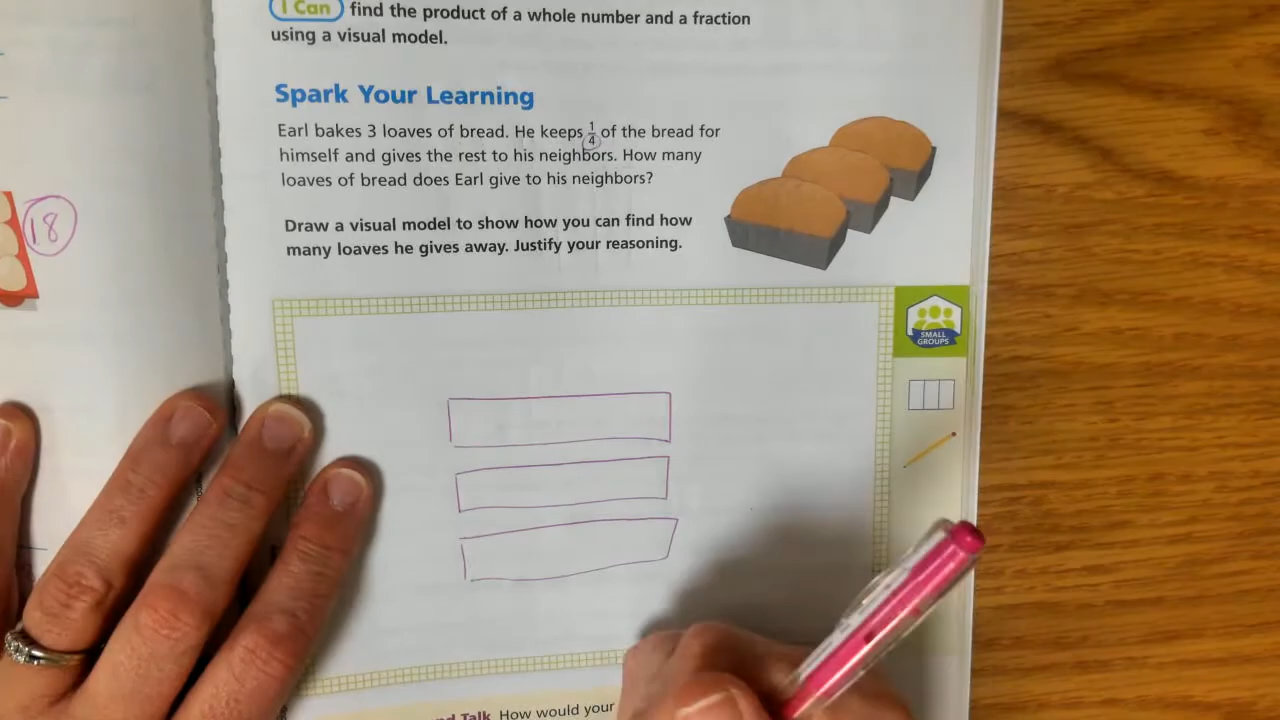 I Can find the product of a whole number and a fraction
using a visual model.
Spark Your Learning
Earl bakes 3 loaves of bread. He keeps 1/4 of the bread for
himself and gives the rest to his neighbors. How many
loaves of bread does Earl give to his neighbors?
Draw a visual model to show how you can find how
many loaves he gives away. Justify your reasoning.
18
SMALL
GROUPS
Talk How would your